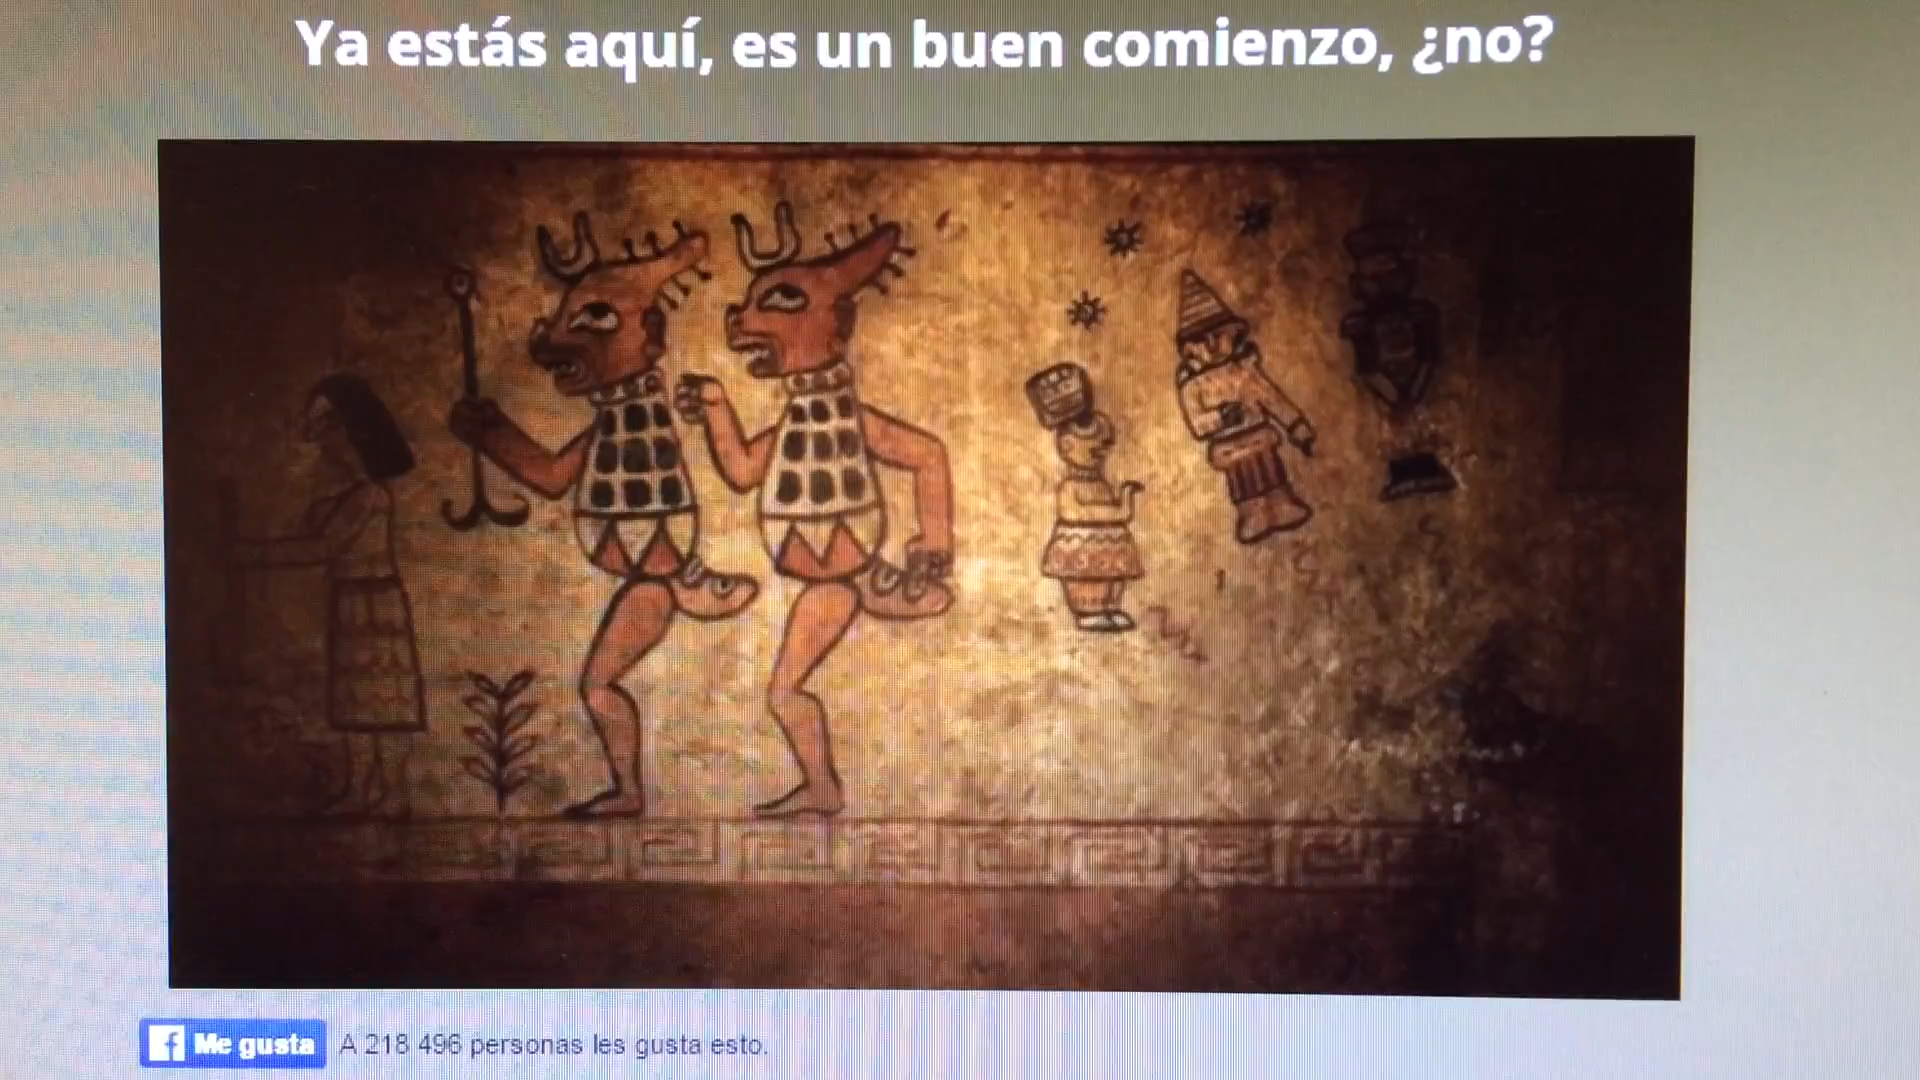 Ya estás aquí, es un buen comienzo, ¿no?
Me gusta
A 218 496 personas les gusta esto.